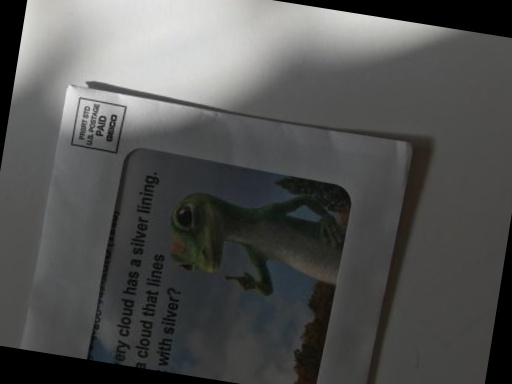 PRSRT STD
U.S. POSTAGE
PAID
GEICO
ery cloud has a silver lining.
a cloud that lines
with silver?